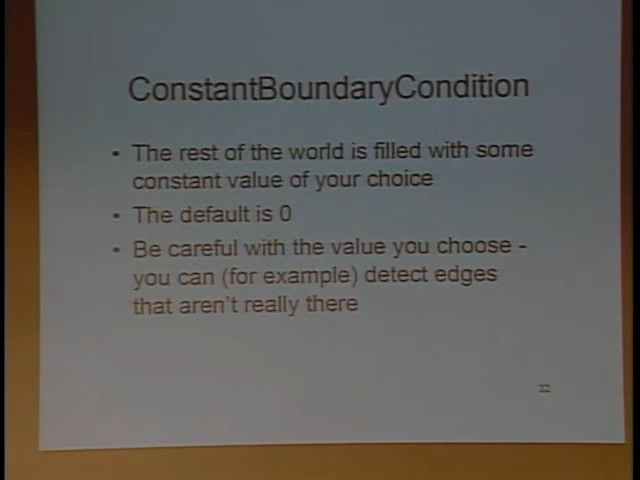 ConstantBoundaryCondition
• The rest of the world is filled with some
constant value of your choice
• The default is 0
• Be careful with the value you choose -
you can (for example) detect edges
that aren't really there